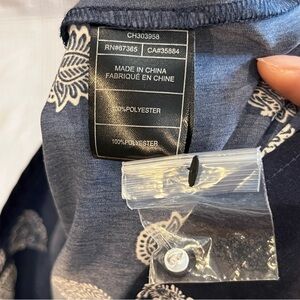 CH303958
RN#87365 CA#35884
MADE IN CHINA
FABRIQUÉ EN CHINE
100%POLYESTER
100%POLYESTER